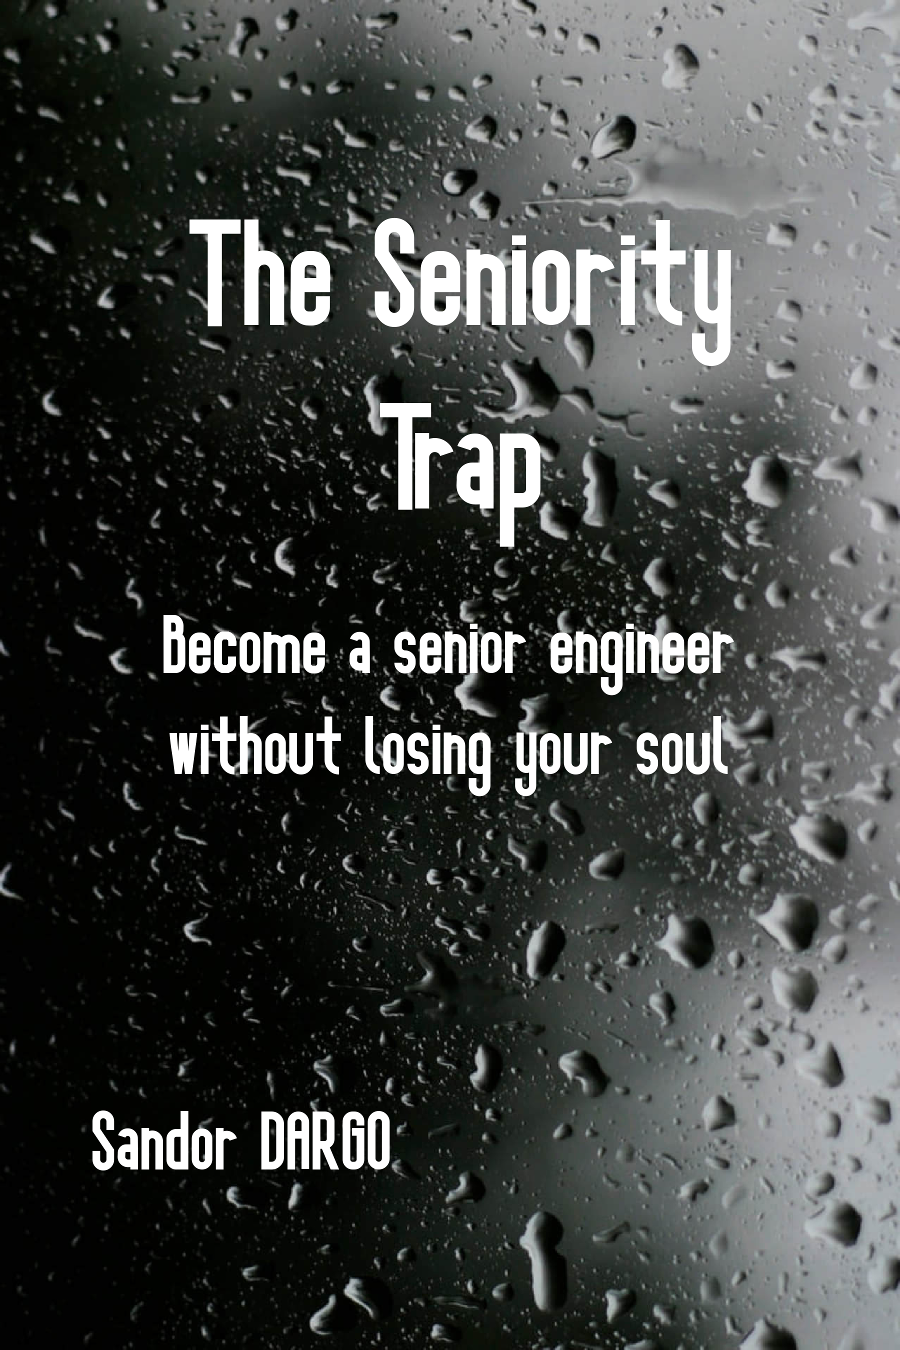 The Seniority
Trap
Become a senior engineer
without losing your soul
Sandor DARGO